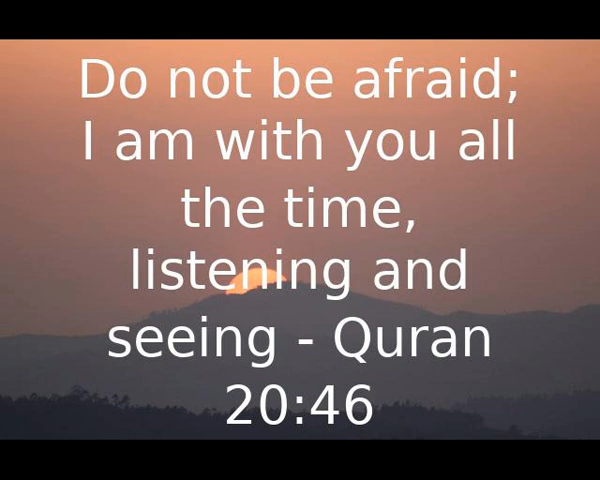 Do not be afraid;
I am with you all
the time,
listening and
seeing - Quran
20:46